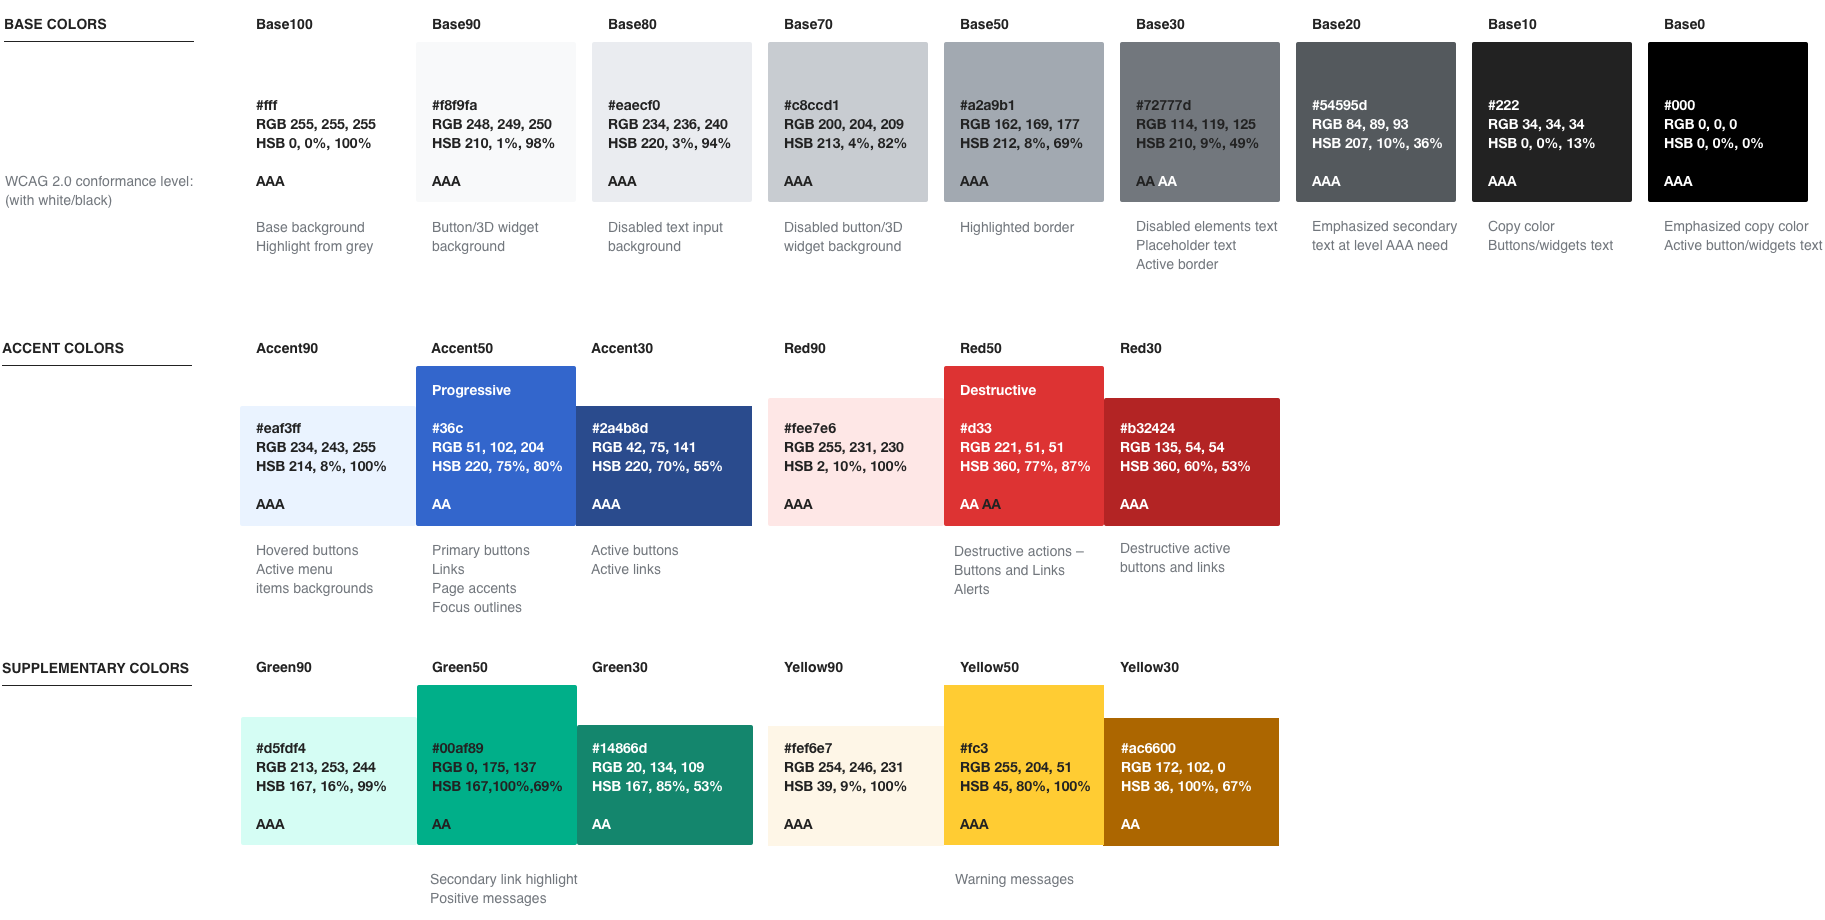 BASE COLORS
Base100
#fff
RGB 255, 255, 255
HSB 0, 0%, 100%
AAA
Base background
Highlight from grey
Base90
#f8f9fa
RGB 248, 249, 250
HSB 210, 1%, 98%
AAA
Button/3D widget
background
Base80
#eaecf0
RGB 234, 236, 240
HSB 220, 3%, 94%
AAA
Disabled text input
background
Base70
#c8ccd1
RGB 200, 204, 209
HSB 213, 4%, 82%
AAA
Disabled button/3D
widget background
Base50
#a2a9b1
RGB 162, 169, 177
HSB 212, 8%, 69%
AAA
Highlighted border
Base30
#72777d
RGB 114, 119, 125
HSB 210, 9%, 49%
AA AA
Disabled elements text
Placeholder text
Active border
Base20
#54595d
RGB 84, 89, 93
HSB 207, 10%, 36%
AAA
Emphasized secondary
text at level AAA need
Base10
#222
RGB 34, 34, 34
HSB 0, 0%, 13%
AAA
Copy color
Buttons/widgets text
Base0
#000
RGB 0, 0, 0
HSB 0, 0%, 0%
AAA
Emphasized copy color
Active button/widgets text
WCAG 2.0 conformance level:
(with white/black)
ACCENT COLORS
Accent90
#eaf3ff
RGB 234, 243, 255
HSB 214, 8%, 100%
AAA
Hovered buttons
Active menu
items backgrounds
Accent50
Progressive
#36c
RGB 51, 102, 204
HSB 220, 75%, 80%
AA
Primary buttons
Links
Page accents
Focus outlines
Accent30
#2a4b8d
RGB 42, 75, 141
HSB 220, 70%, 55%
AAA
Active buttons
Active links
Red90
#fee7e6
RGB 255, 231, 230
HSB 2, 10%, 100%
AAA
Red50
Destructive
#d33
RGB 221, 51, 51
HSB 360, 77%, 87%
AA AA
Destructive actions –
Buttons and Links
Alerts
Red30
#b32424
RGB 135, 54, 54
HSB 360, 60%, 53%
AAA
Destructive active
buttons and links
SUPPLEMENTARY COLORS
Green90
#d5fdf4
RGB 213, 253, 244
HSB 167, 16%, 99%
AAA
Green50
#00af89
RGB 0, 175, 137
HSB 167,100%,69%
AA
Secondary link highlight
Positive messages
Green30
#14866d
RGB 20, 134, 109
HSB 167, 85%, 53%
AA
Yellow90
#fef6e7
RGB 254, 246, 231
HSB 39, 9%, 100%
AAA
Yellow50
#fc3
RGB 255, 204, 51
HSB 45, 80%, 100%
AAA
Warning messages
Yellow30
#ac6600
RGB 172, 102, 0
HSB 36, 100%, 67%
AA